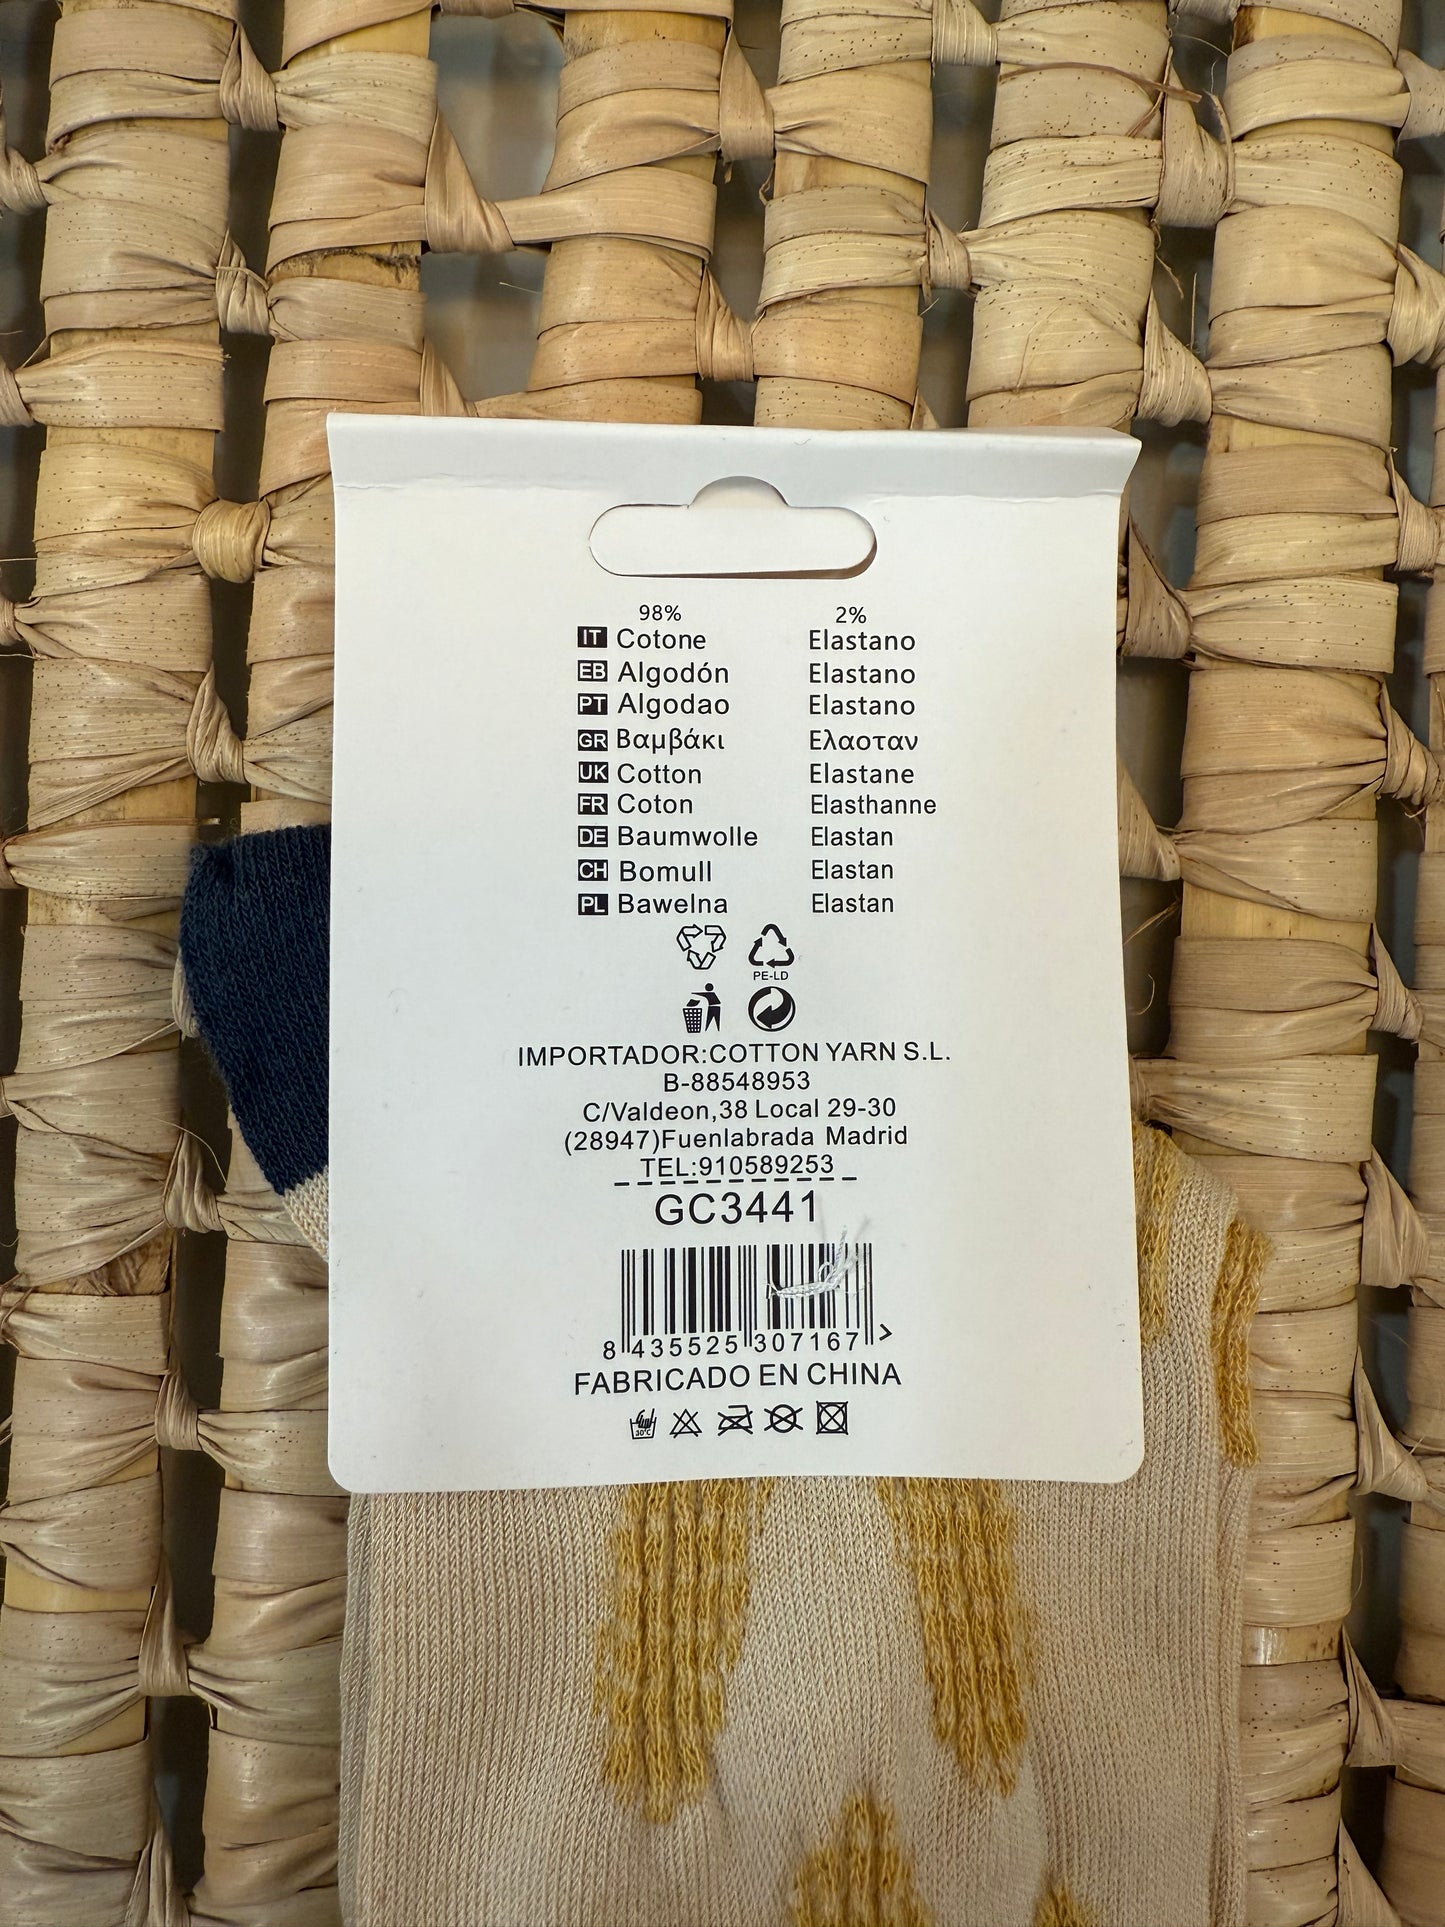 98% 2%
IT Cotone Elastano
EB Algodón Elastano
PT Algodao Elastano
GR Βαμβάκι Ελαοταν
UK Cotton Elastane
FR Coton Elasthanne
DE Baumwolle Elastan
CH Bomull Elastan
PL Bawelna Elastan
PE-LD
IMPORTADOR:COTTON YARN S.L.
B-88548953
C/Valdeon,38 Local 29-30
(28947)Fuenlabrada Madrid
TEL:910589253
GC3441
8 435525 307167 >
FABRICADO EN CHINA
30°C